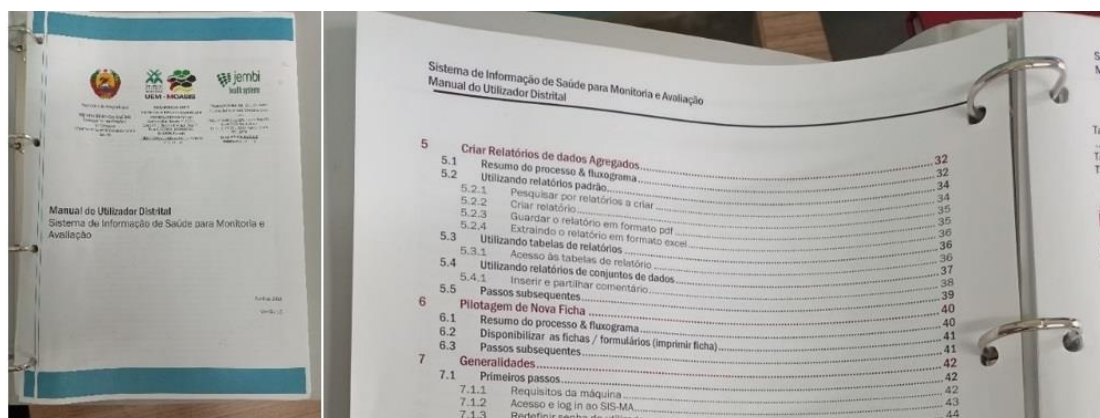 UEM - MOASIS
jembi
health system
Manual do Utilizador Distrital
Sistema de Informação de Saúde para Monitoria e
Avaliação
Sistema de Informação de Saúde para Monitoria e Avaliação
Manual do Utilizador Distrital
5 Criar Relatórios de dados Agregados 32
5.1 Resumo do processo & fluxograma 32
5.2 Utilizando relatórios padrão 34
5.2.1 Pesquisar por relatórios a criar 34
5.2.2 Criar relatório 35
5.2.3 Guardar o relatório em formato pdf 35
5.2.4 Extraindo o relatório em formato excel 36
5.3 Utilizando tabelas de relatórios 36
5.3.1 Acesso às tabelas de relatório 36
5.4 Utilizando relatórios de conjuntos de dados 37
5.4.1 Inserir e partilhar comentário 38
5.5 Passos subsequentes 39
6 Pilotagem de Nova Ficha 40
6.1 Resumo do processo & fluxograma 40
6.2 Disponibilizar as fichas / formulários (imprimir ficha) 41
6.3 Passos subsequentes 41
7 Generalidades 42
7.1 Primeiros passos 42
7.1.1 Requisitos da máquina 42
7.1.2 Acesso e log in ao SIS-MA 43
7.1.3 Redefinir senha do 44